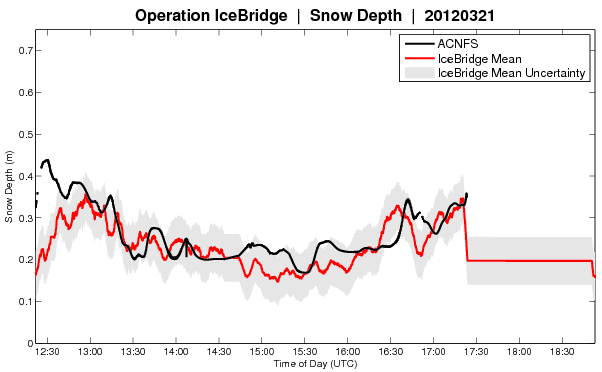 Operation IceBridge | Snow Depth | 20120321
ACNFS
IceBridge Mean
IceBridge Mean Uncertainty
Snow Depth (m)
0.7
0.6
0.5
0.4
0.3
0.2
0.1
0
12:30 13:00 13:30 14:00 14:30 15:00 15:30 16:00 16:30 17:00 17:30 18:00 18:30
Time of Day (UTC)